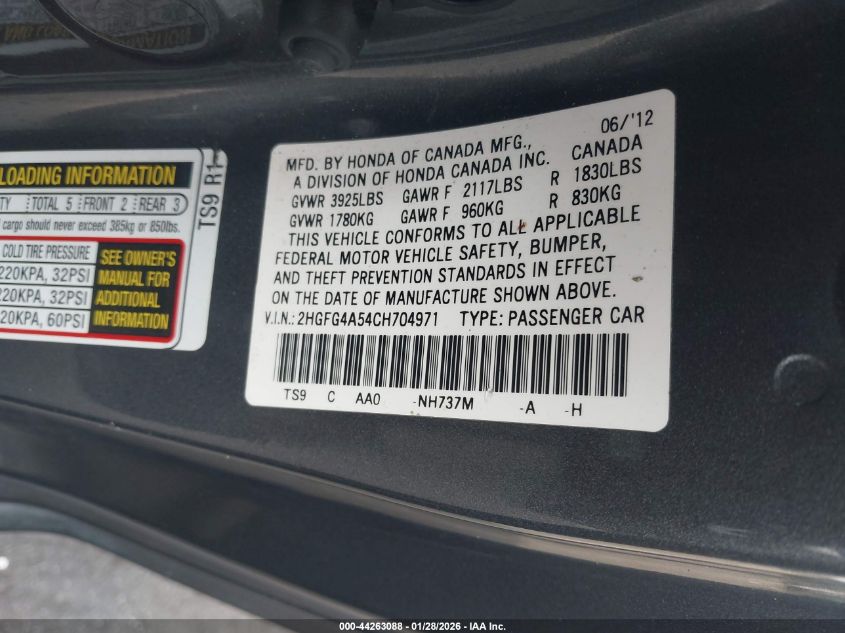 LOADING INFORMATION
TOTAL 5 FRONT 2 REAR 3
cargo should never exceed 385kg or 850lbs.
COLD TIRE PRESSURE
220KPA, 32PSI
220KPA, 32PSI
20KPA, 60PSI
SEE OWNER'S
MANUAL FOR
ADDITIONAL
INFORMATION
TS9 R1
06/'12
MFD. BY HONDA OF CANADA MFG., CANADA
A DIVISION OF HONDA CANADA INC.
GVWR 3925LBS GAWR F 2117LBS R 1830LBS
GVWR 1780KG GAWR F 960KG R 830KG
THIS VEHICLE CONFORMS TO ALL APPLICABLE
FEDERAL MOTOR VEHICLE SAFETY, BUMPER,
AND THEFT PREVENTION STANDARDS IN EFFECT
ON THE DATE OF MANUFACTURE SHOWN ABOVE.
V.I.N.: 2HGFG4A54CH704971 TYPE: PASSENGER CAR
TS9 C AA0 -NH737M -A -H
000-44263088 - 01/28/2026 - IAA Inc.